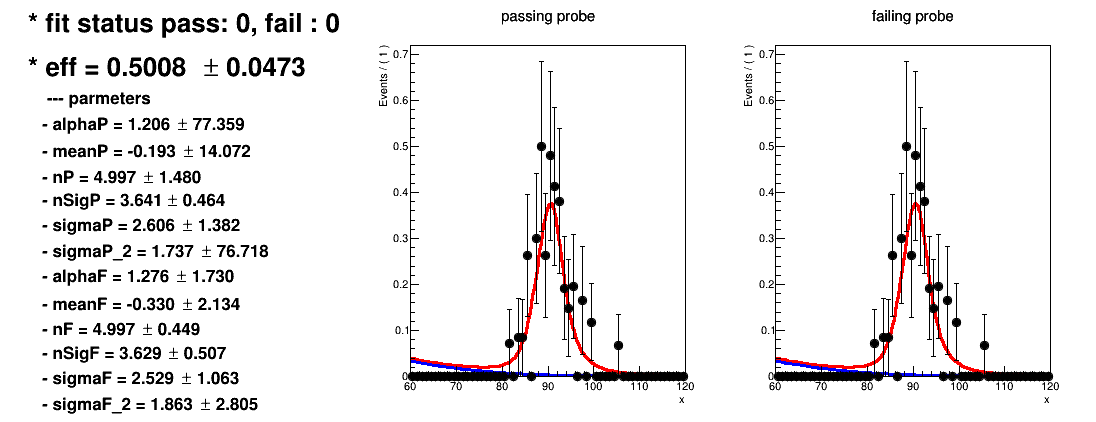 * fit status pass: 0, fail : 0
* eff = 0.5008 ± 0.0473
--- parmeters
- alphaP = 1.206 ± 77.359
- meanP = -0.193 ± 14.072
- nP = 4.997 ± 1.480
- nSigP = 3.641 ± 0.464
- sigmaP = 2.606 ± 1.382
- sigmaP_2 = 1.737 ± 76.718
- alphaF = 1.276 ± 1.730
- meanF = -0.330 ± 2.134
- nF = 4.997 ± 0.449
- nSigF = 3.629 ± 0.507
- sigmaF = 2.529 ± 1.063
- sigmaF_2 = 1.863 ± 2.805
passing probe
Events / ( 1 )
0.7
0.6
0.5
0.4
0.3
0.2
0.1
0
60 70 80 90 100 110 120
x
failing probe
Events / ( 1 )
0.7
0.6
0.5
0.4
0.3
0.2
0.1
0
60 70 80 90 100 110 120
x